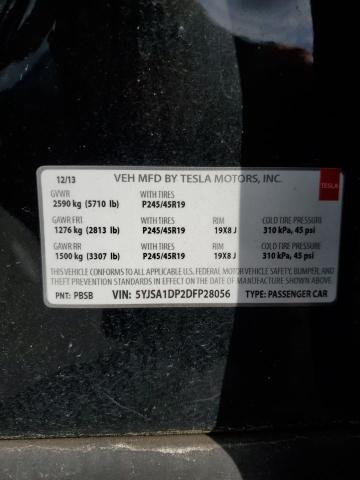 12/13 VEH MFD BY TESLA MOTORS, INC.
GVWR WITH TIRES
2590 kg (5710 lb) P245/45R19
TESLA
GAWR FRT WITH TIRES RIM COLD TIRE PRESSURE
1276 kg (2813 lb) P245/45R19 19X8 J 310 kPa, 45 psi
GAWR RR WITH TIRES RIM COLD TIRE PRESSURE
1500 kg (3307 lb) P245/45R19 19X8 J 310 kPa, 45 psi
THIS VEHICLE CONFORMS TO ALL APPLICABLE U.S. FEDERAL MOTOR VEHICLE SAFETY, BUMPER, AND
THEFT PREVENTION STANDARDS IN EFFECT ON THE DATE OF MANUFACTURE SHOWN ABOVE.
PNT: PBSB VIN: 5YJSA1DP2DFP28056 TYPE: PASSENGER CAR